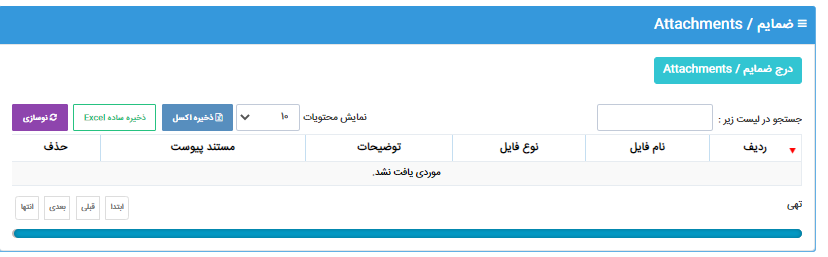 ضمایم / Attachments
درج ضمایم / Attachments
جستجو در لیست زیر : نمایش محتویات ۱۰ ذخیره اکسل ذخیره ساده Excel نوسازی
ردیف نام فایل نوع فایل توضیحات مستند پیوست حذف
موردی یافت نشد.
تهی
ابتدا قبلی بعدی انتها